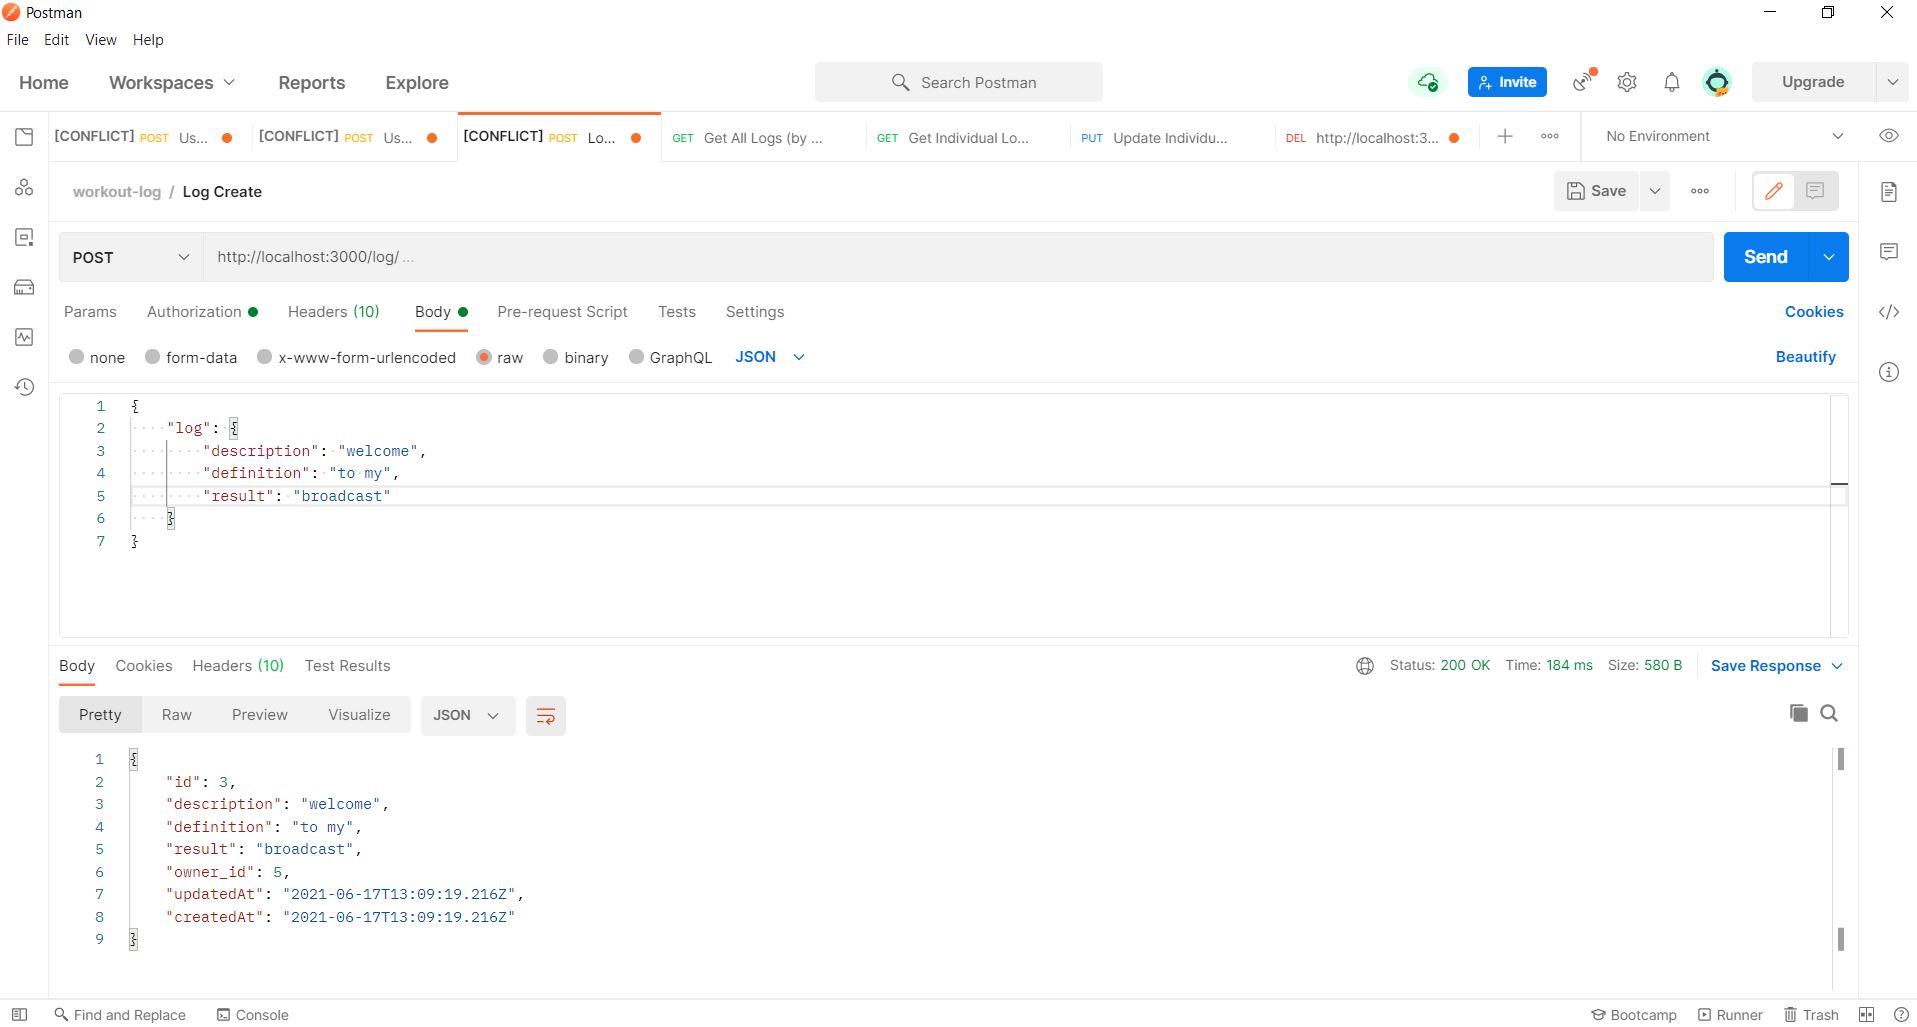 Postman
File Edit View Help
Home Workspaces Reports Explore Search Postman Invite Upgrade
[CONFLICT] POST Us... [CONFLICT] POST Us... [CONFLICT] POST Lo... GET Get All Logs (by ... GET Get Individual Lo... PUT Update Individu... DEL http://localhost:3... No Environment
workout-log / Log Create Save
POST http://localhost:3000/log/ ... Send
Params Authorization Headers (10) Body Pre-request Script Tests Settings Cookies
none form-data x-www-form-urlencoded raw binary GraphQL JSON Beautify
1 {
2 "log": {
3 "description": "welcome",
4 "definition": "to my",
5 "result": "broadcast"
6 }
7 }
Body Cookies Headers (10) Test Results Status: 200 OK Time: 184 ms Size: 580 B Save Response
Pretty Raw Preview Visualize JSON
1 {
2 "id": 3,
3 "description": "welcome",
4 "definition": "to my",
5 "result": "broadcast",
6 "owner_id": 5,
7 "updatedAt": "2021-06-17T13:09:19.216Z",
8 "createdAt": "2021-06-17T13:09:19.216Z"
9 }
Find and Replace Console Bootcamp Runner Trash